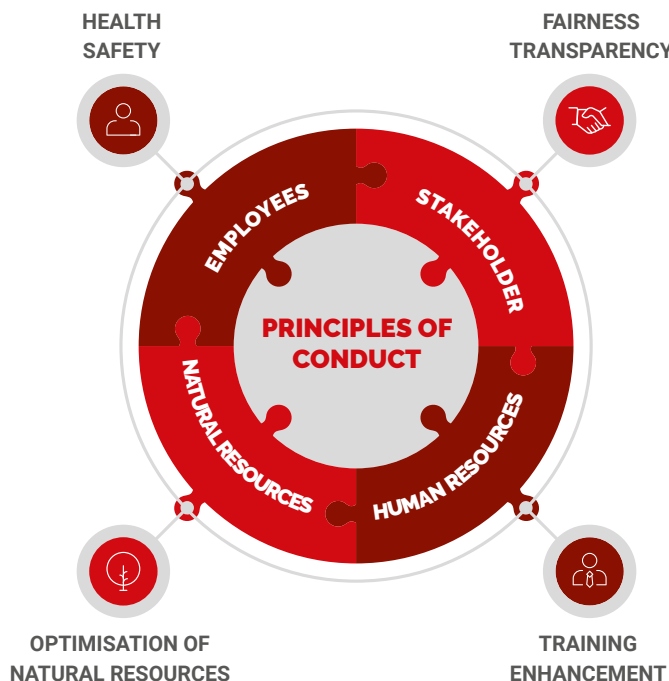 HEALTH
SAFETY
FAIRNESS
TRANSPARENCY
EMPLOYEES
STAKEHOLDER
PRINCIPLES OF
CONDUCT
NATURAL RESOURCES
HUMAN RESOURCES
OPTIMISATION OF
NATURAL RESOURCES
TRAINING
ENHANCEMENT